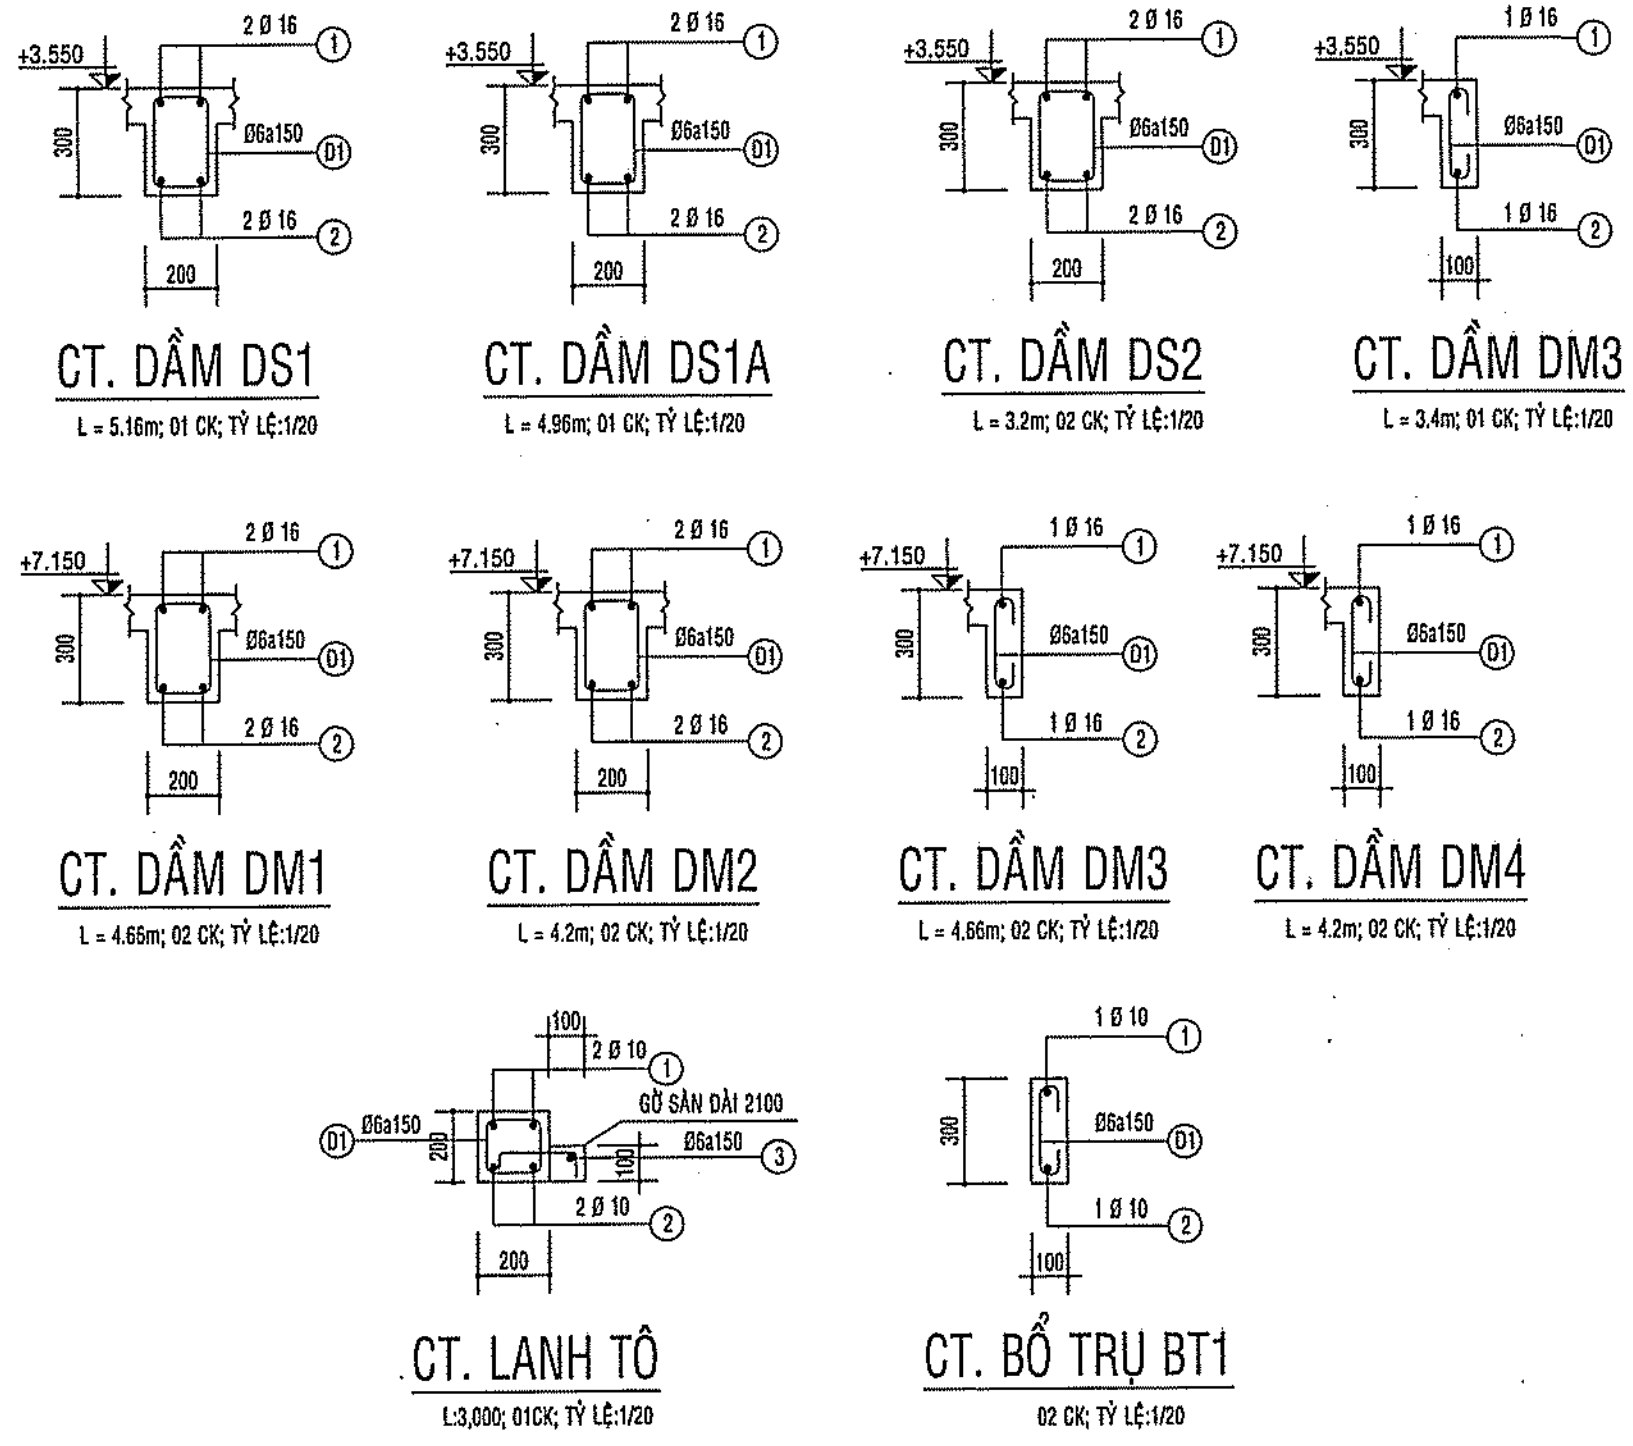 2 Ø 16
1
+3.550
300
Ø6a150
D1
2 Ø 16
2
200
CT. DẦM DS1
L = 5.16m; 01 CK; TỶ LỆ:1/20
2 Ø 16
1
+3.550
300
Ø6a150
D1
2 Ø 16
2
200
CT. DẦM DS1A
L = 4.96m; 01 CK; TỶ LỆ:1/20
2 Ø 16
1
+3.550
300
Ø6a150
D1
2 Ø 16
2
200
CT. DẦM DS2
L = 3.2m; 02 CK; TỶ LỆ:1/20
1 Ø 16
1
+3.550
300
Ø6a150
D1
1 Ø 16
2
100
CT. DẦM DM3
L = 3.4m; 01 CK; TỶ LỆ:1/20
2 Ø 16
1
+7.150
300
Ø6a150
D1
2 Ø 16
2
200
CT. DẦM DM1
L = 4.66m; 02 CK; TỶ LỆ:1/20
2 Ø 16
1
+7.150
300
Ø6a150
D1
2 Ø 16
2
200
CT. DẦM DM2
L = 4.2m; 02 CK; TỶ LỆ:1/20
1 Ø 16
1
+7.150
300
Ø6a150
D1
1 Ø 16
2
100
CT. DẦM DM3
L = 4.66m; 02 CK; TỶ LỆ:1/20
1 Ø 16
1
+7.150
300
Ø6a150
D1
1 Ø 16
2
100
CT. DẦM DM4
L = 4.2m; 02 CK; TỶ LỆ:1/20
100
2 Ø 10
1
GỜ SÀN DÀI 2100
D1
Ø6a150
200
Ø6a150
3
100
2 Ø 10
2
200
CT. LANH TÔ
L:3,000; 01CK; TỶ LỆ:1/20
1 Ø 10
1
300
Ø6a150
D1
1 Ø 10
2
100
CT. BỔ TRỤ BT1
02 CK; TỶ LỆ:1/20